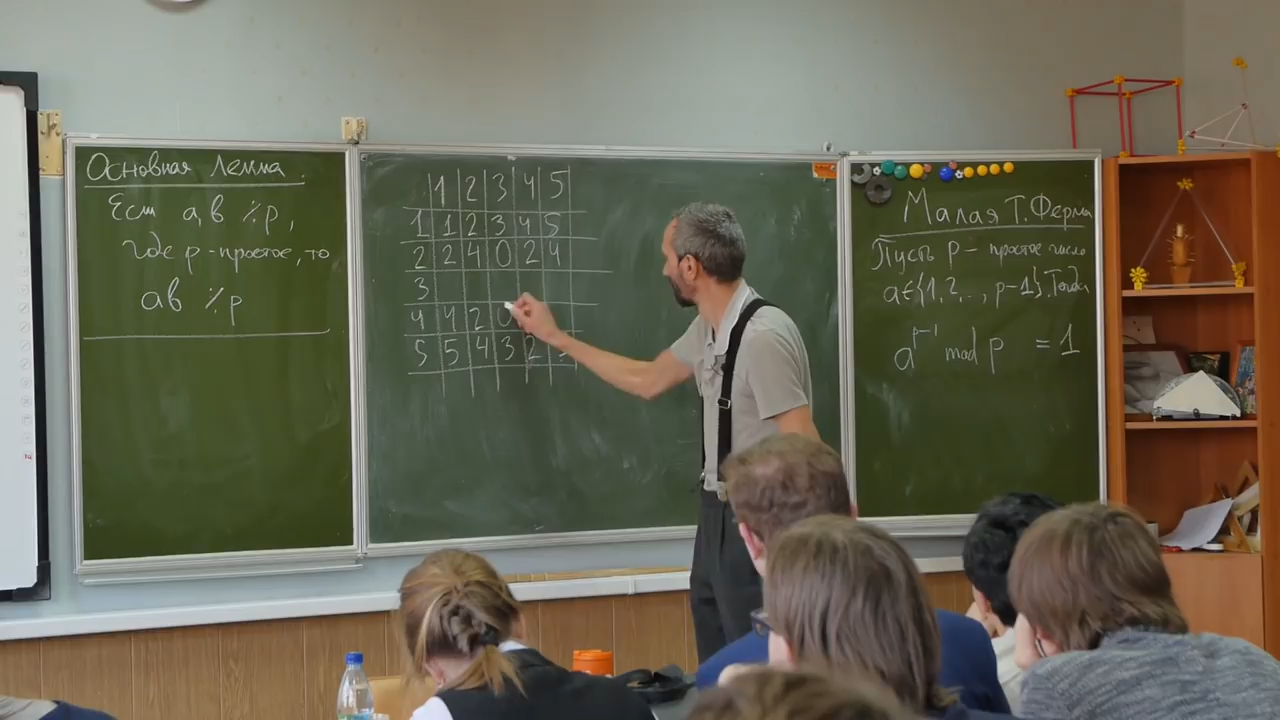 Основная Лемма.
Если a, b ⁒ p,
где p - простое, то
ab ⁒ p
1 2 3 4 5
1 1 2 3 4 5
2 2 4 0 2 4
3
4 4 2 0
5 5 4 3 2
Малая Т. Ферма
Пусть p - простое число
a ∈ {1, 2 ..., p-1}. Тогда
a^{p-1} mod p = 1